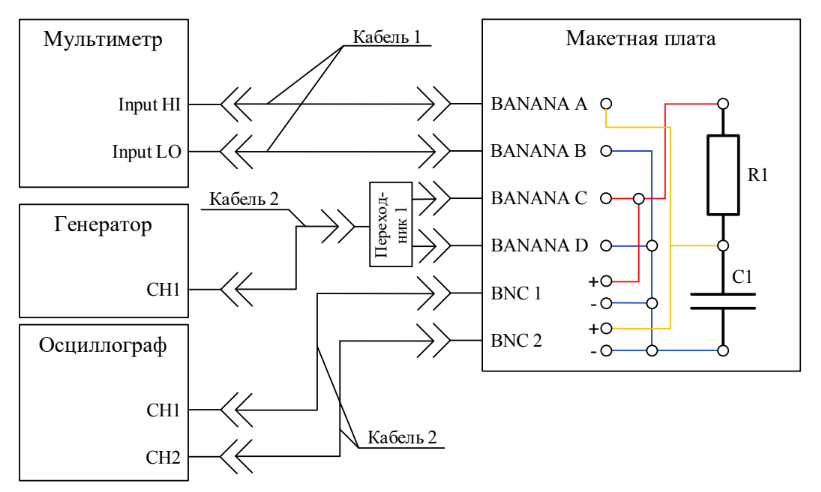 Мультиметр
Input HI
Input LO
Кабель 1
Генератор
CH1
Кабель 2
Переход-
ник 1
Осциллограф
CH1
CH2
Кабель 2
Макетная плата
BANANA A
BANANA B
BANANA C
BANANA D
+
BNC 1
-
+
BNC 2
-
R1
C1